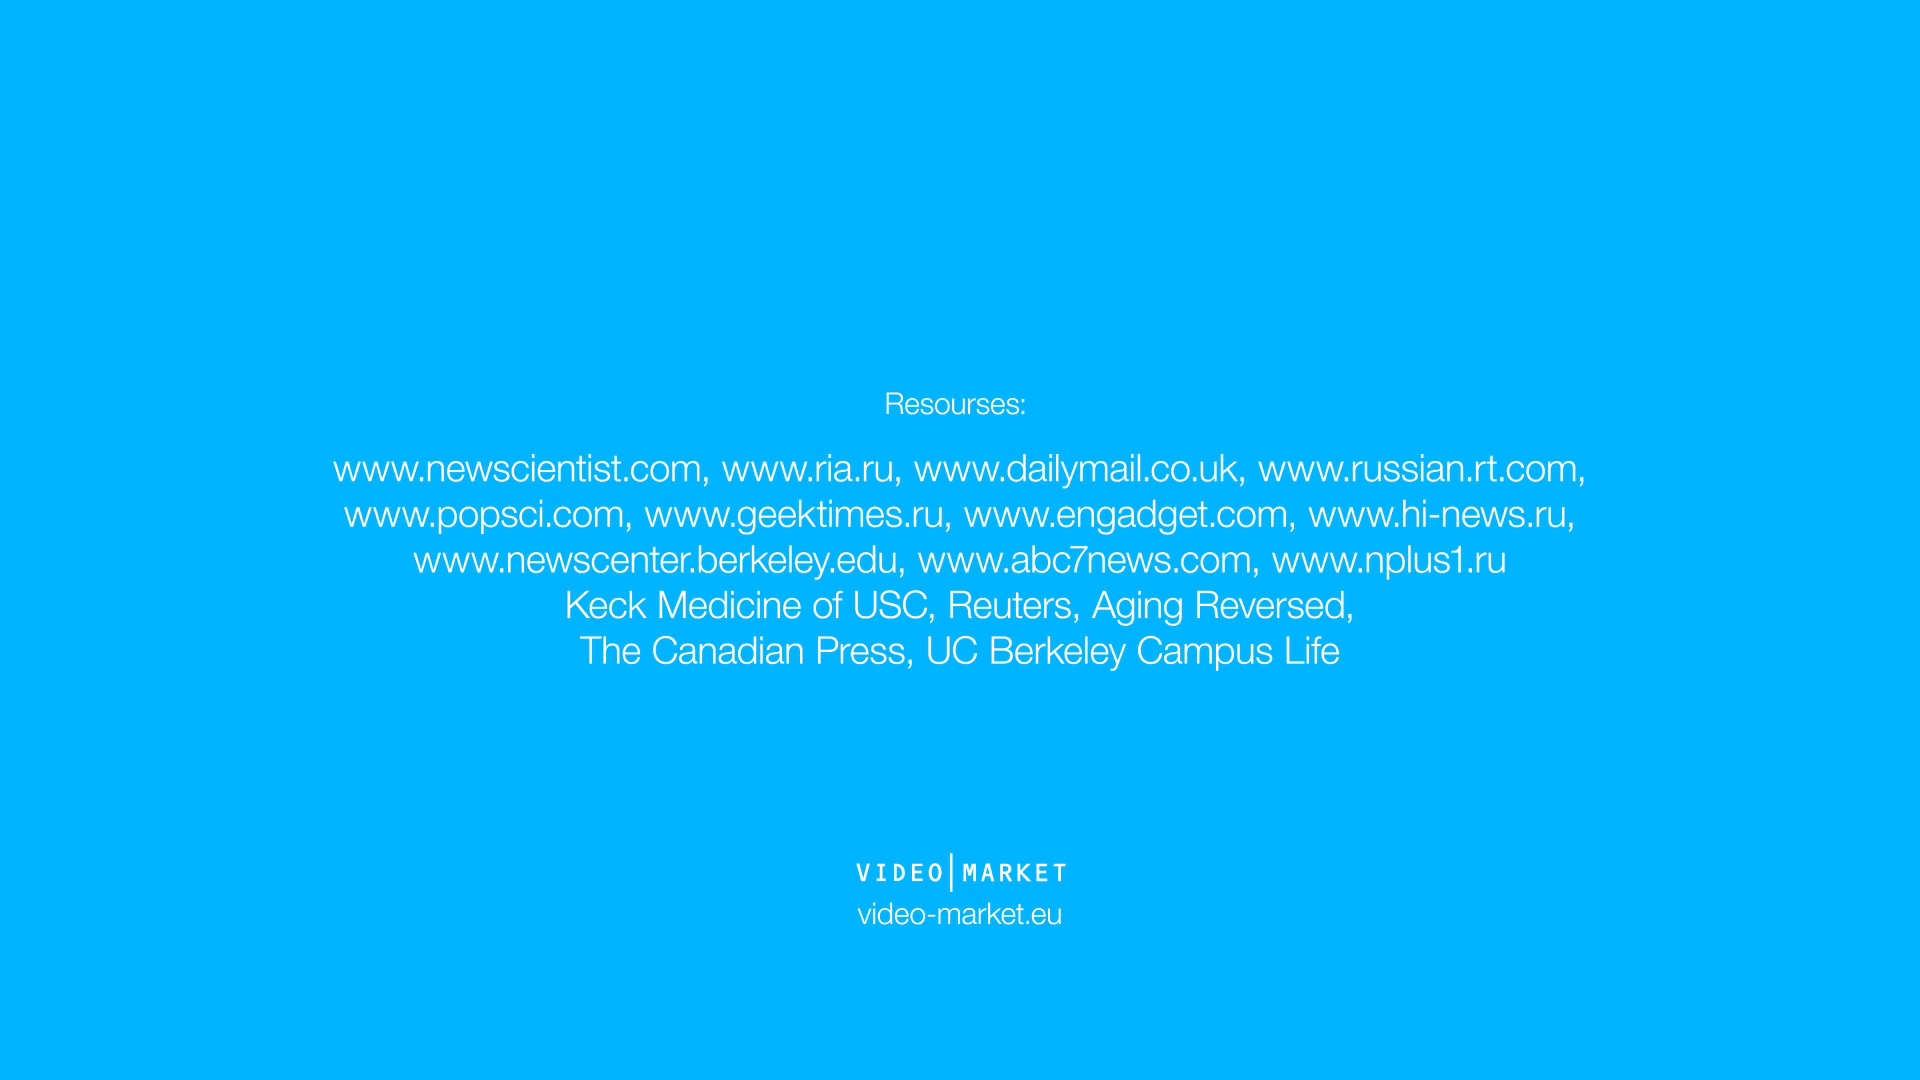 Resourses:
www.newscientist.com, www.ria.ru, www.dailymail.co.uk, www.russian.rt.com,
www.popsci.com, www.geektimes.ru, www.engadget.com, www.hi-news.ru,
www.newscenter.berkeley.edu, www.abc7news.com, www.nplus1.ru
Keck Medicine of USC, Reuters, Aging Reversed,
The Canadian Press, UC Berkeley Campus Life
VIDEO|MARKET
video-market.eu